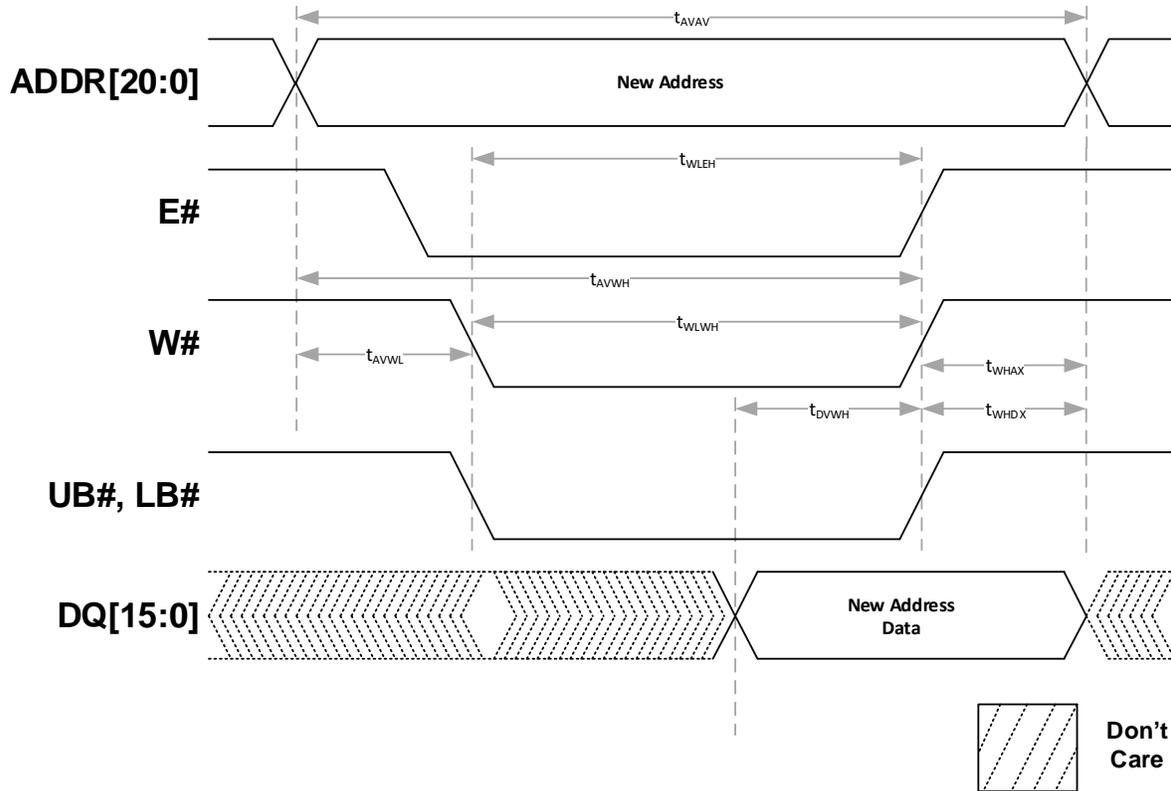 tAVAV
ADDR[20:0]
New Address
tWLEH
E#
tAVWH
tWLWH
W#
tAVWL
tWHAX
tDVWH
tWHDX
UB#, LB#
DQ[15:0]
New Address
Data
Don't
Care